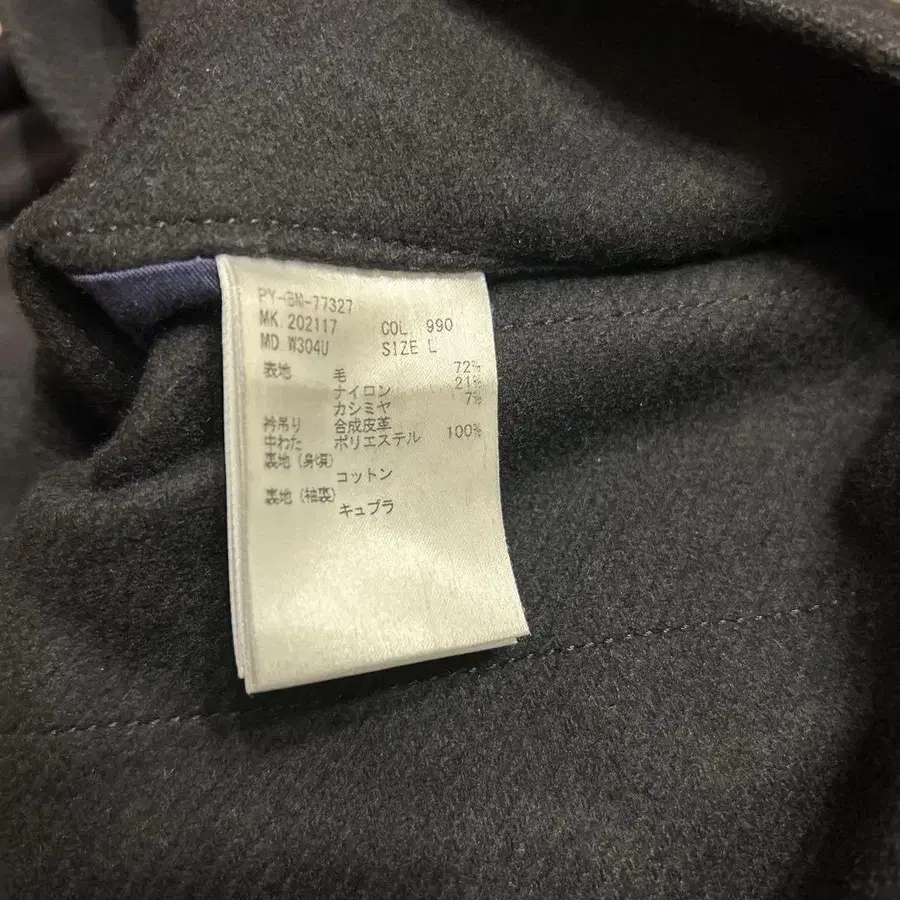 PY-BM-77327
MK. 202117 COL. 990
MD. W304U SIZE L
表地 毛 72%
ナイロン 21%
カシミヤ 7%
衿吊り 合成皮革
中わた ポリエステル 100%
裏地(身頃)
コットン
裏地(袖裏)
キュプラ